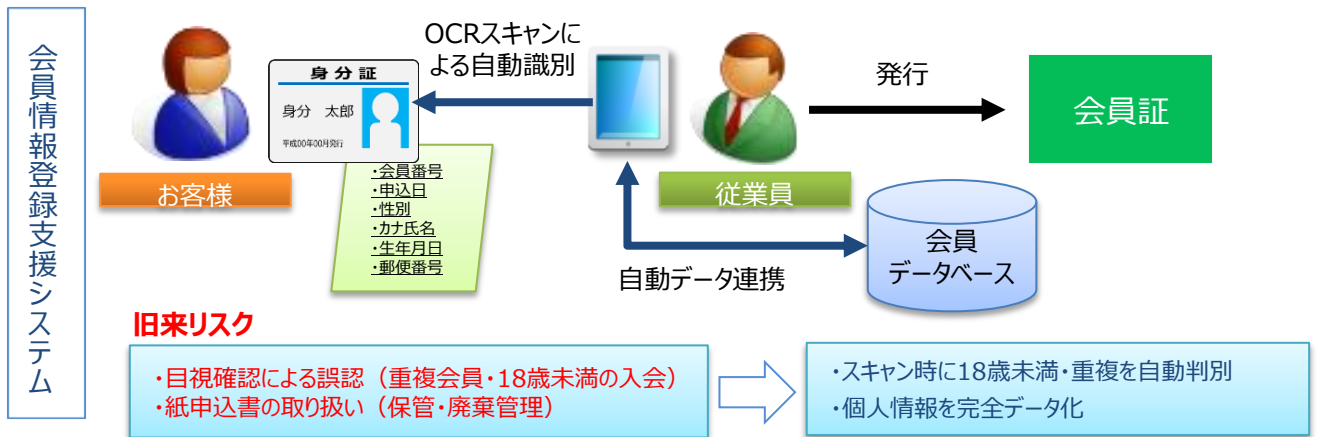 会員情報登録支援システム
OCRスキャンに
よる自動識別
身分証
身分 太郎
平成00年00月発行
発行
会員証
お客様
・会員番号
・申込日
・性別
・カナ氏名
・生年月日
・郵便番号
従業員
会員
データベース
自動データ連携
旧来リスク
・目視確認による誤認（重複会員・18歳未満の入会）
・紙申込書の取り扱い（保管・廃棄管理）
・スキャン時に18歳未満・重複を自動判別
・個人情報を完全データ化